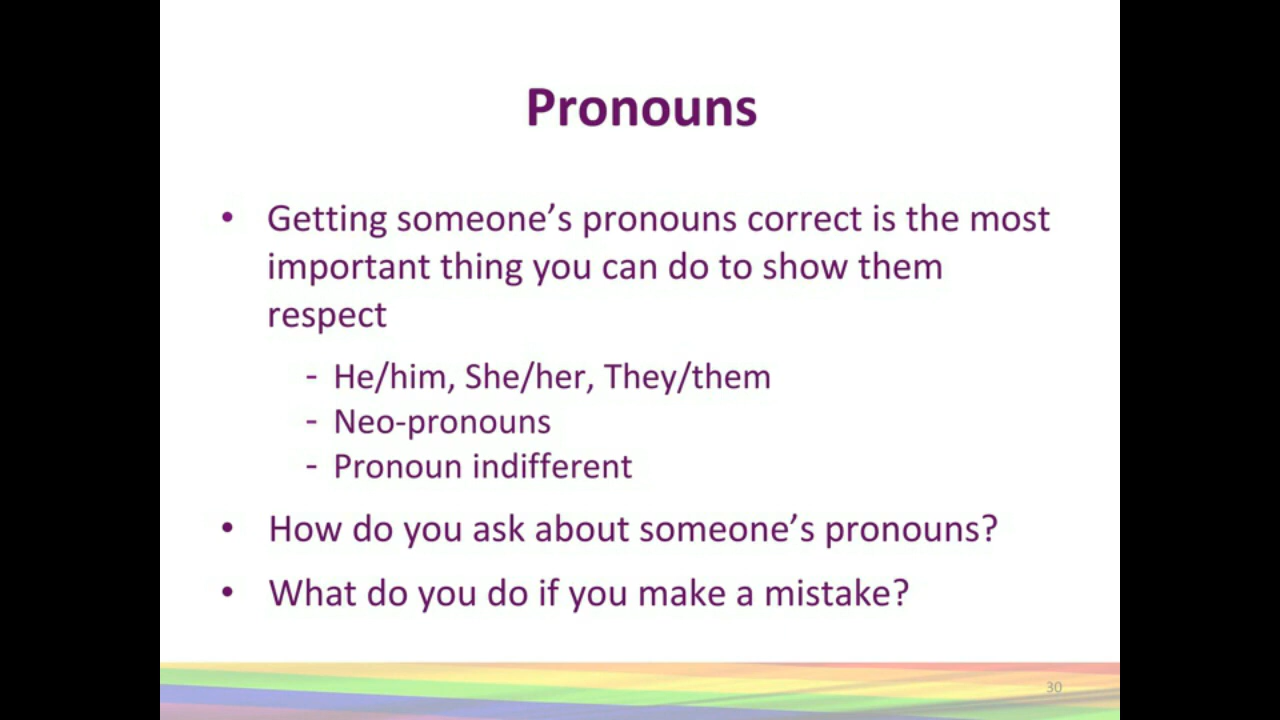 Pronouns
• Getting someone’s pronouns correct is the most
important thing you can do to show them
respect
- He/him, She/her, They/them
- Neo-pronouns
- Pronoun indifferent
• How do you ask about someone’s pronouns?
• What do you do if you make a mistake?
30